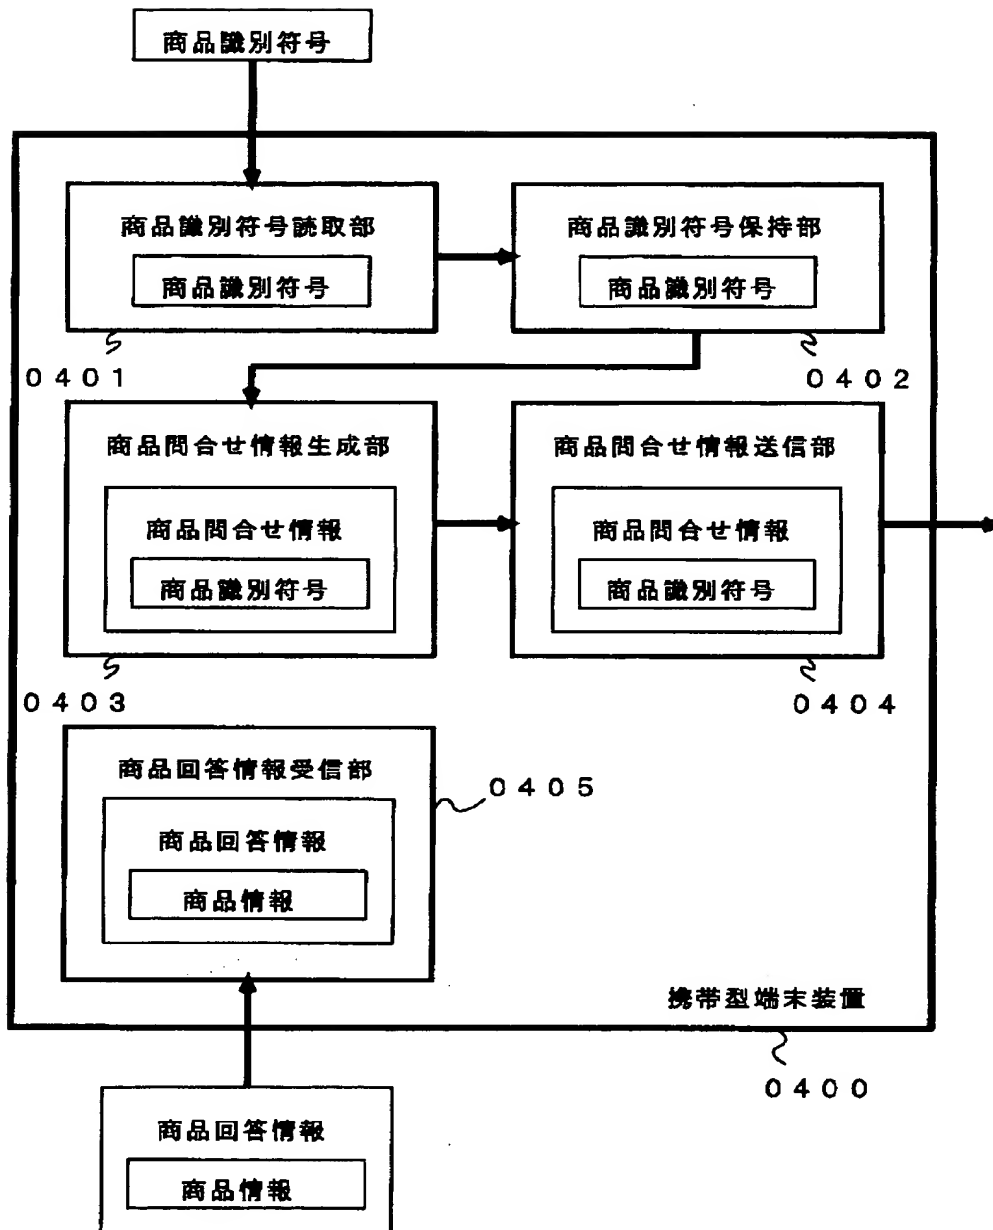 商品識別符号
商品識別符号読取部
商品識別符号
0401
商品識別符号保持部
商品識別符号
0402
商品問合せ情報生成部
商品問合せ情報
商品識別符号
0403
商品問合せ情報送信部
商品問合せ情報
商品識別符号
0404
商品回答情報受信部
商品回答情報
商品情報
0405
携帯型端末装置
0400
商品回答情報
商品情報